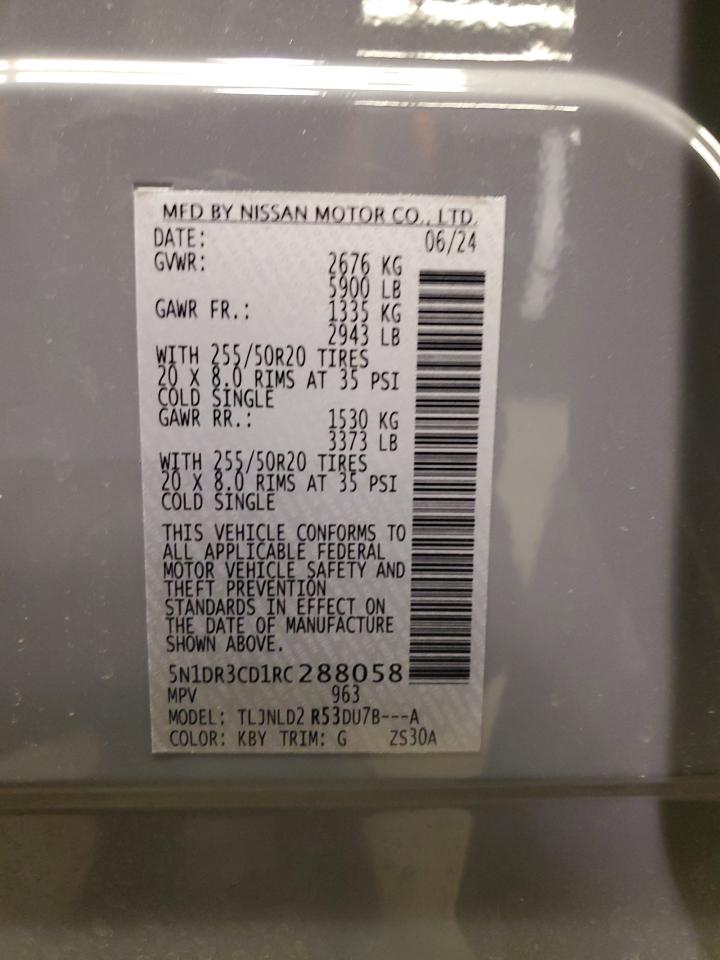 MFD BY NISSAN MOTOR CO., LTD.
DATE: 06/24
GVWR: 2676 KG
5900 LB
GAWR FR.: 1335 KG
2943 LB
WITH 255/50R20 TIRES
20 X 8.0 RIMS AT 35 PSI
COLD SINGLE
GAWR RR.: 1530 KG
3373 LB
WITH 255/50R20 TIRES
20 X 8.0 RIMS AT 35 PSI
COLD SINGLE
THIS VEHICLE CONFORMS TO
ALL APPLICABLE FEDERAL
MOTOR VEHICLE SAFETY AND
THEFT PREVENTION
STANDARDS IN EFFECT ON
THE DATE OF MANUFACTURE
SHOWN ABOVE.
5N1DR3CD1RC288058
MPV 963
MODEL: TLJNLD2 R53DU7B---A
COLOR: KBY TRIM: G ZS30A